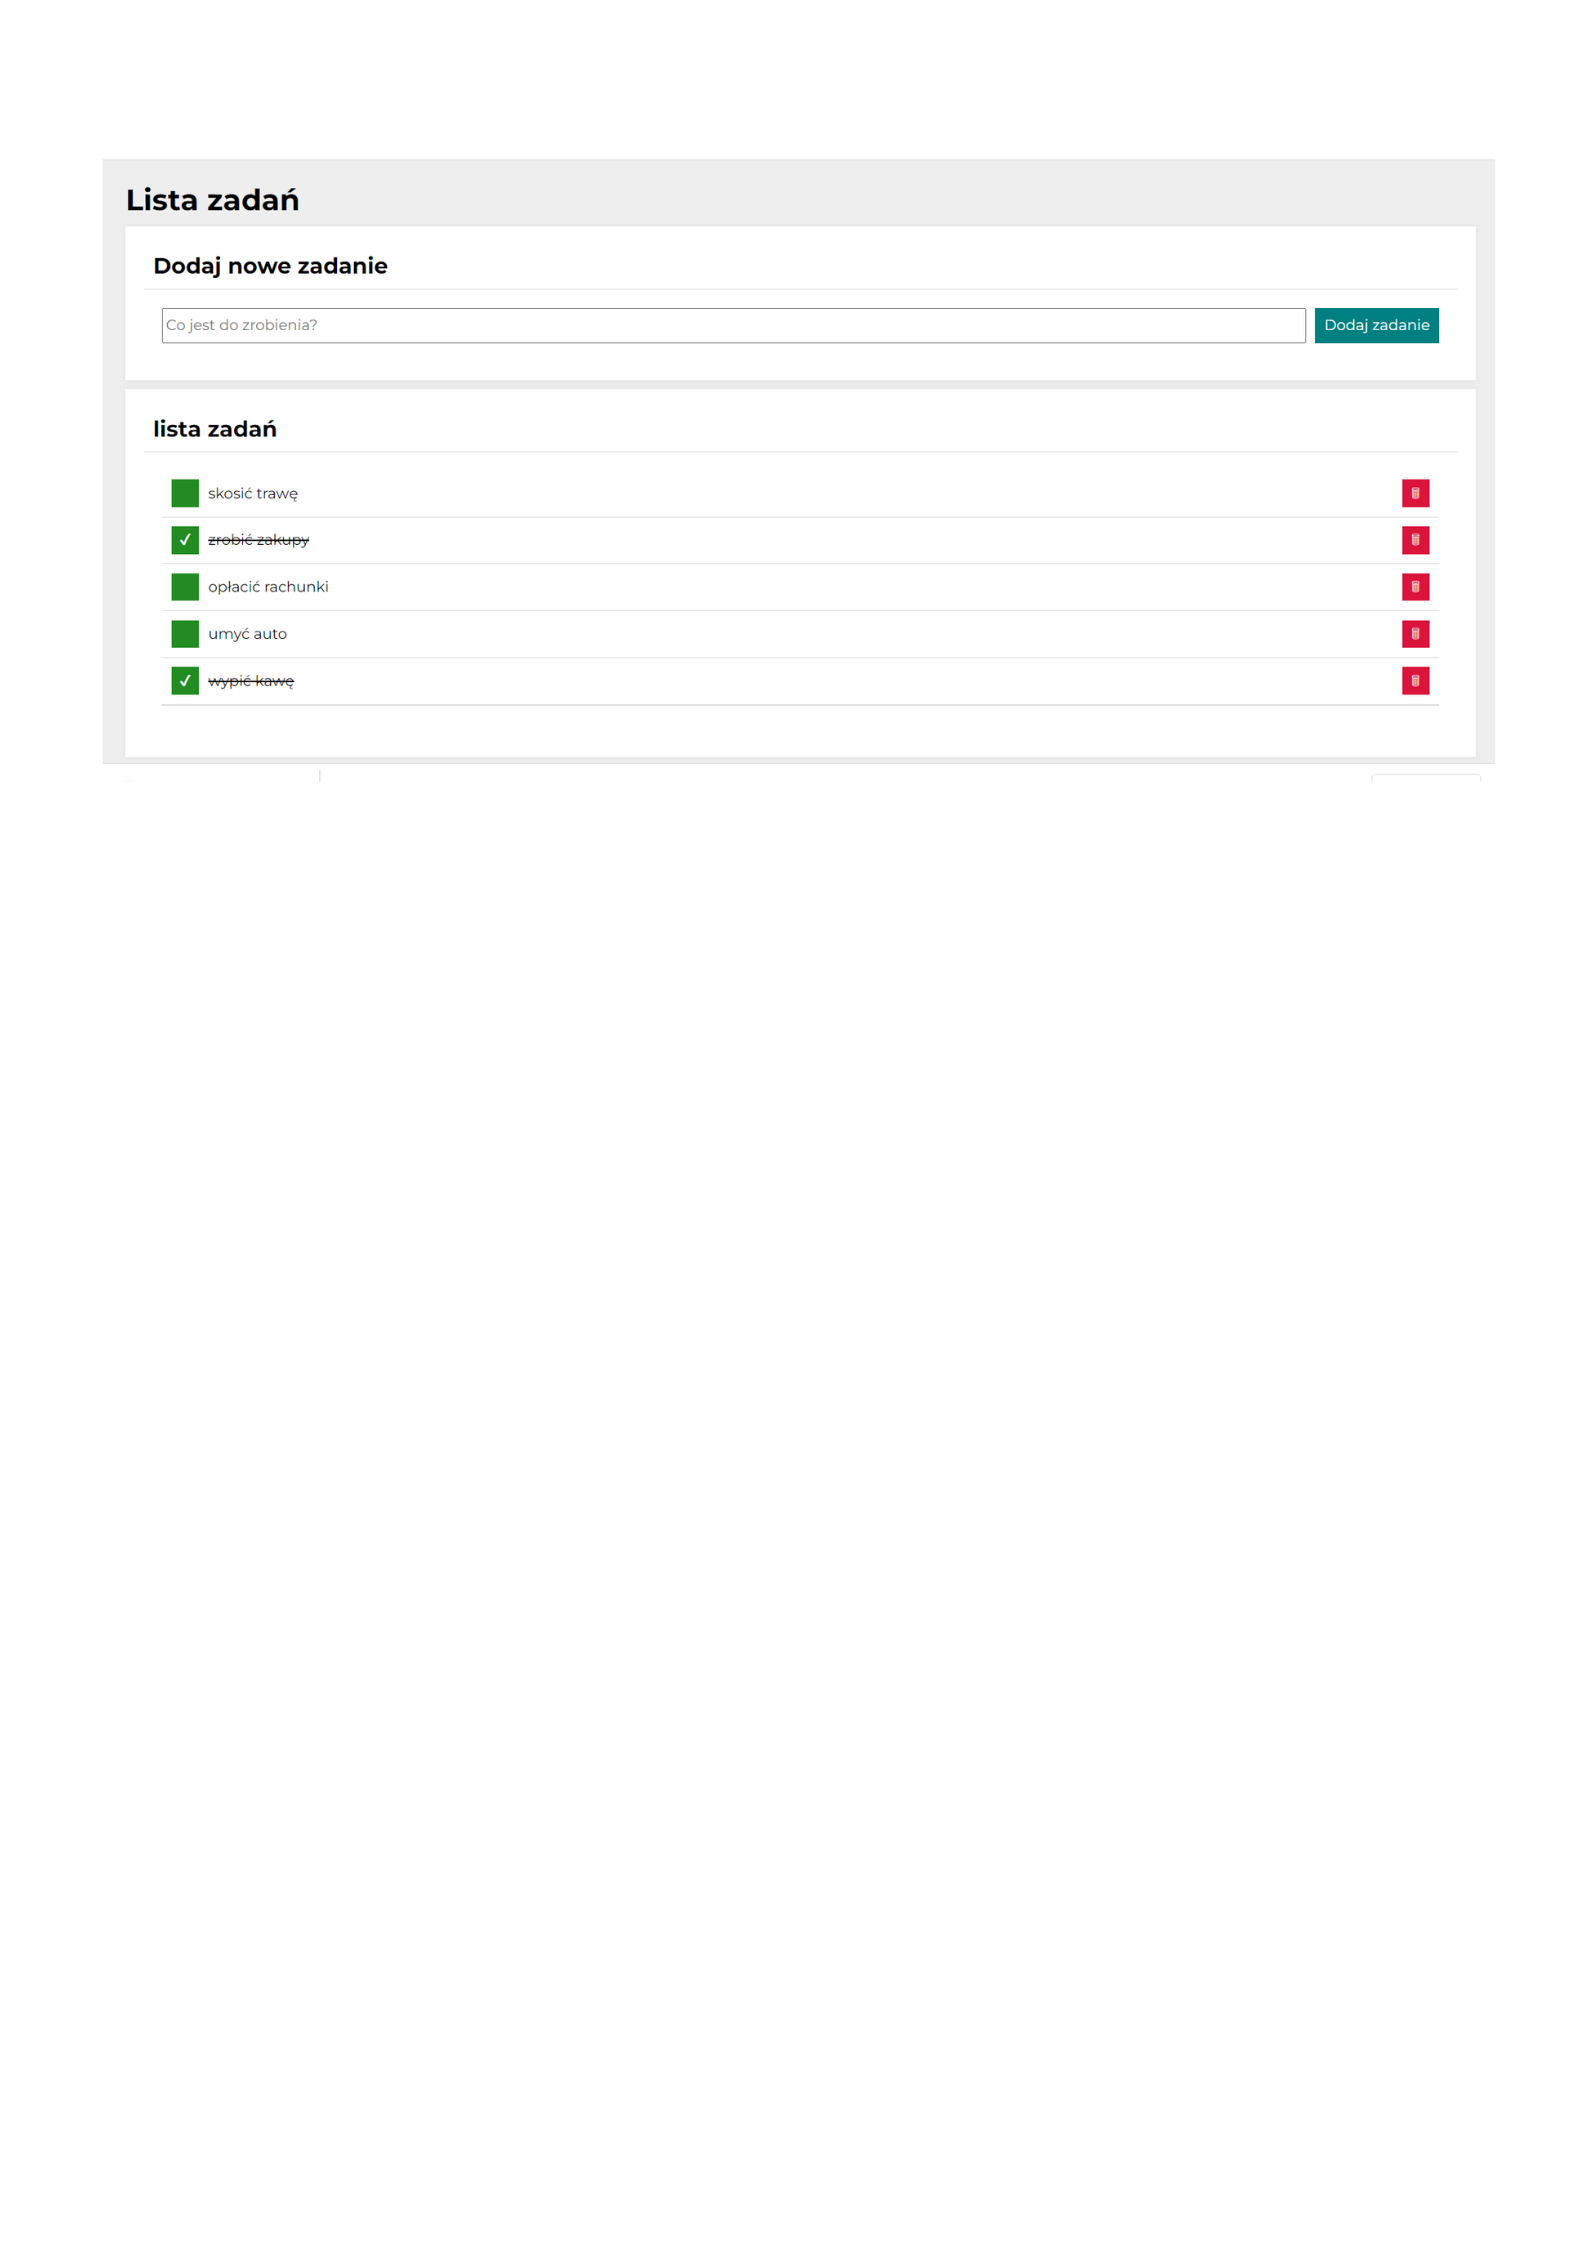 Lista zadań
Dodaj nowe zadanie
Co jest do zrobienia?
Dodaj zadanie
lista zadań
skosić trawę
✓ zrobić zakupy
opłacić rachunki
umyć auto
✓ wypić kawę